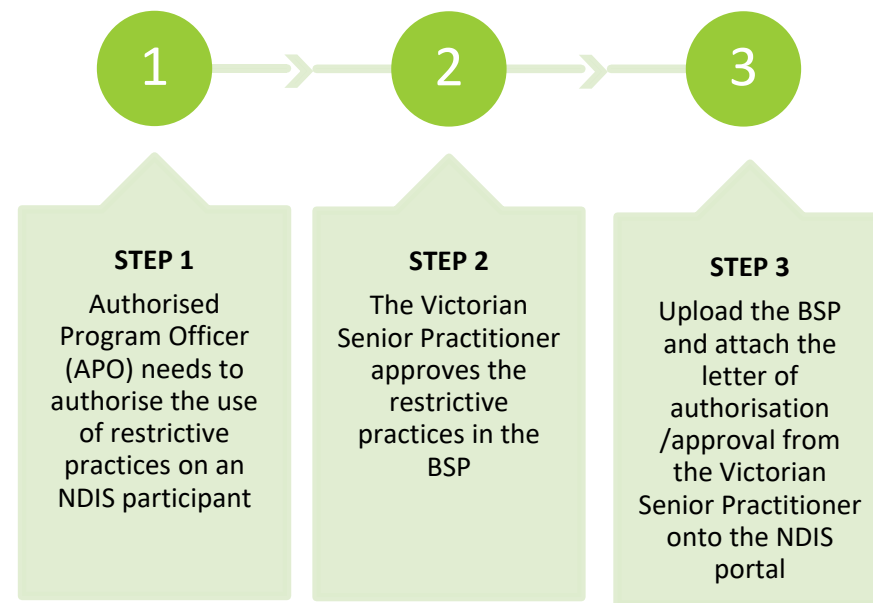 1
2
3
STEP 1
Authorised
Program Officer
(APO) needs to
authorise the use
of restrictive
practices on an
NDIS participant
STEP 2
The Victorian
Senior Practitioner
approves the
restrictive
practices in the
BSP
STEP 3
Upload the BSP
and attach the
letter of
authorisation
/approval from
the Victorian
Senior Practitioner
onto the NDIS
portal